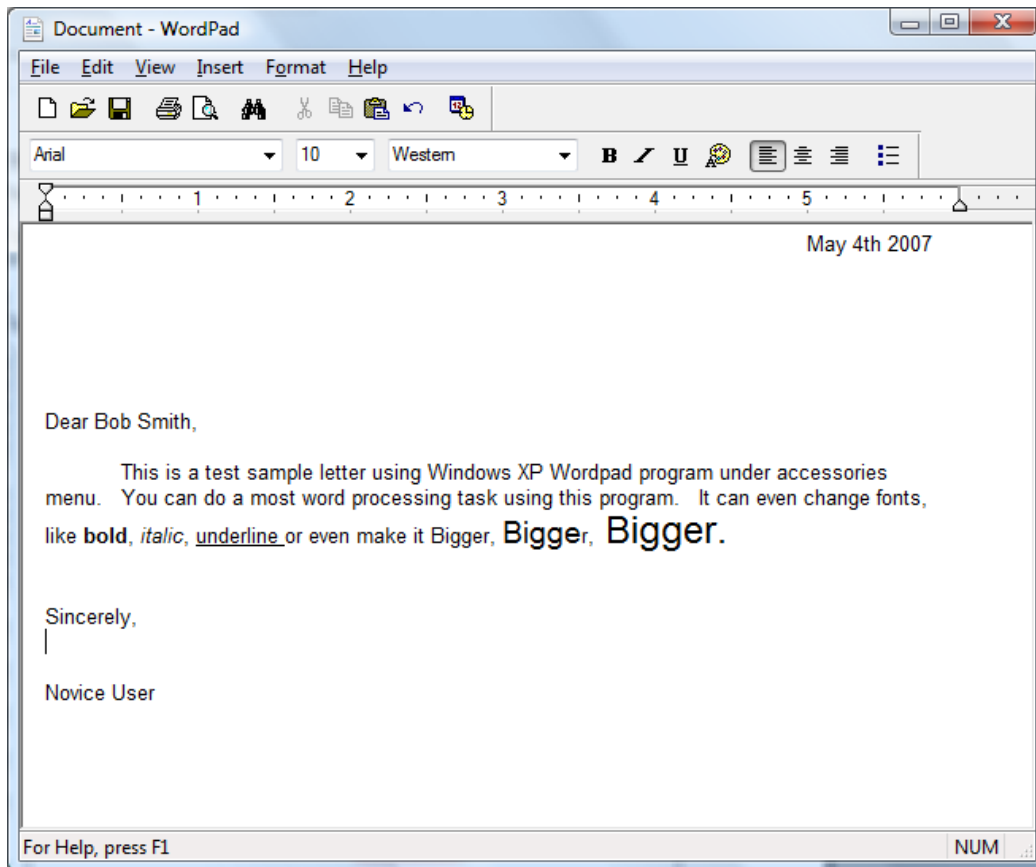 Document - WordPad
File Edit View Insert Format Help
Arial 10 Western B I U
1 2 3 4 5
May 4th 2007
Dear Bob Smith,
This is a test sample letter using Windows XP Wordpad program under accessories
menu. You can do a most word processing task using this program. It can even change fonts,
like bold, italic, underline or even make it Bigger, Bigger, Bigger.
Sincerely,
Novice User
For Help, press F1 NUM